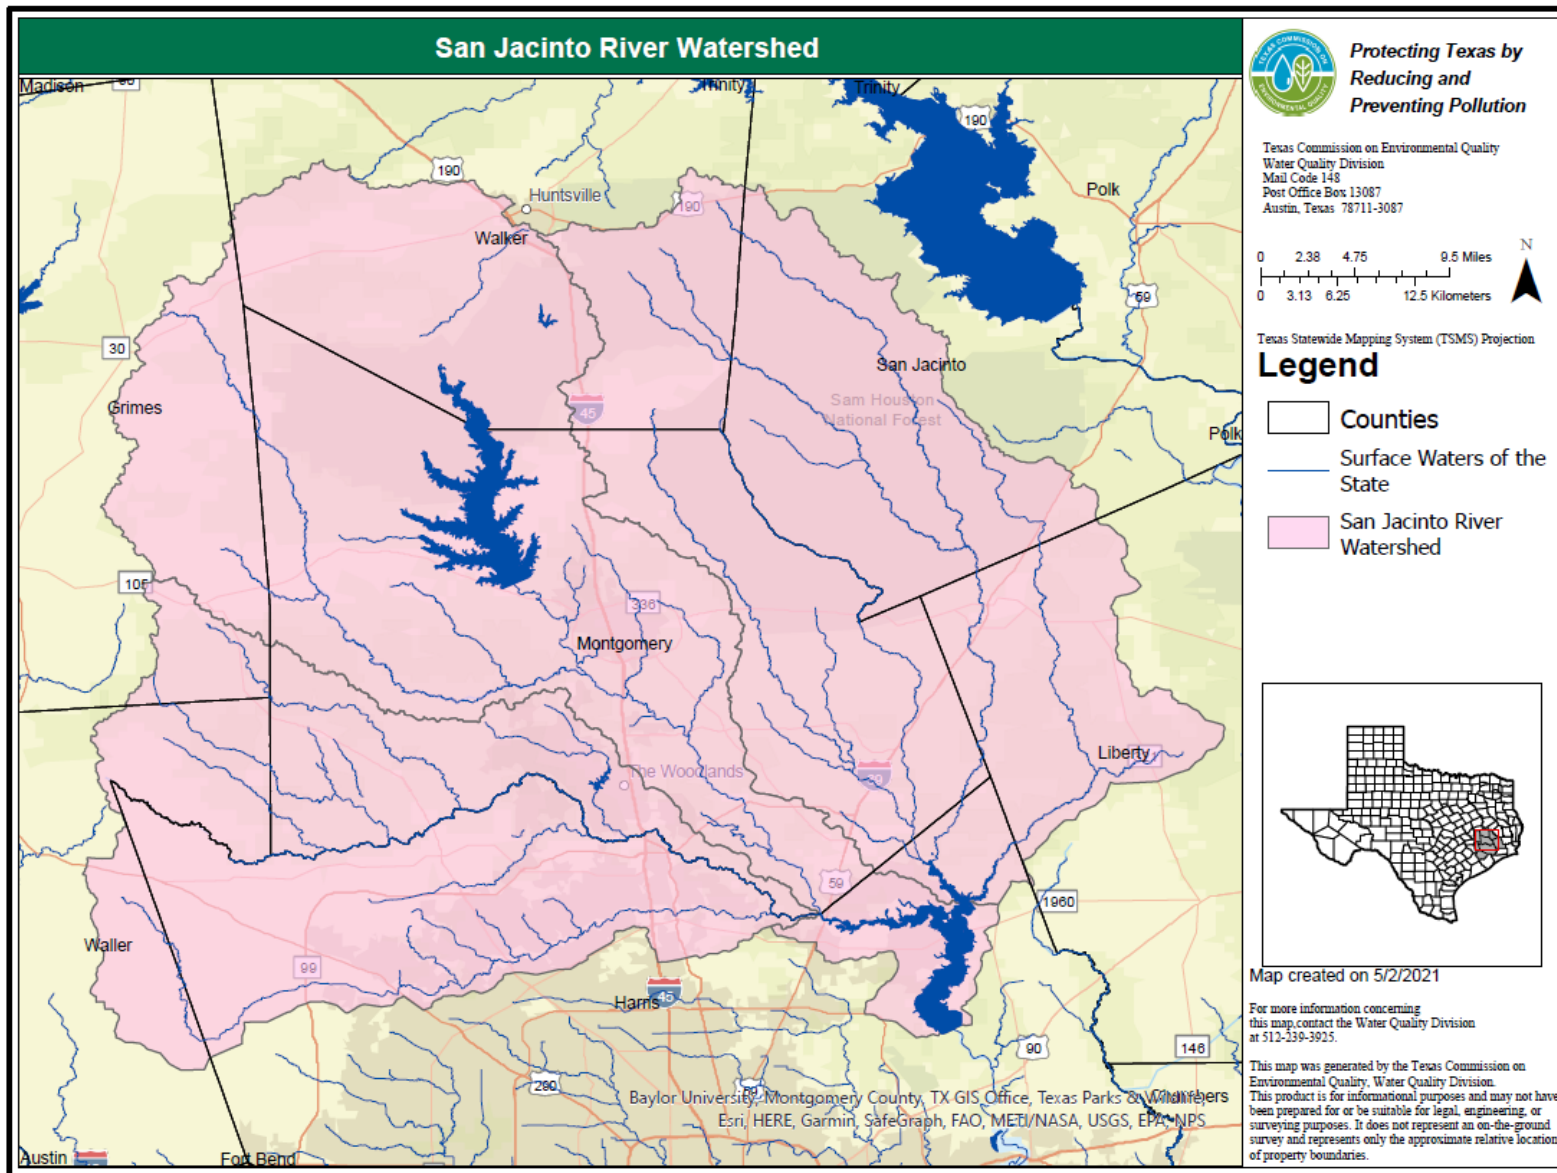 San Jacinto River Watershed
Madison
Trinity
Trinity
190
190
Polk
Huntsville
190
Walker
59
30
San Jacinto
Grimes
45
Sam Houston
National Forest
Polk
105
336
Montgomery
Liberty
The Woodlands
59
1960
Waller
99
Harris
45
90
146
290
69
Chambers
Baylor University, Montgomery County, TX GIS Office, Texas Parks & Wildlife,
Esri, HERE, Garmin, SafeGraph, FAO, METI/NASA, USGS, EPA, NPS
Austin
Fort Bend
TEXAS COMMISSION ON
ENVIRONMENTAL QUALITY
Protecting Texas by
Reducing and
Preventing Pollution
Texas Commission on Environmental Quality
Water Quality Division
Mail Code 148
Post Office Box 13087
Austin, Texas 78711-3087
N
0 2.38 4.75 9.5 Miles
0 3.13 6.25 12.5 Kilometers
Texas Statewide Mapping System (TSMS) Projection
Legend
Counties
Surface Waters of the
State
San Jacinto River
Watershed
Map created on 5/2/2021
For more information concerning
this map,contact the Water Quality Division
at 512-239-3925.
This map was generated by the Texas Commission on
Environmental Quality, Water Quality Division.
This product is for informational purposes and may not have
been prepared for or be suitable for legal, engineering, or
surveying purposes. It does not represent an on-the-ground
survey and represents only the approximate relative location
of property boundaries.